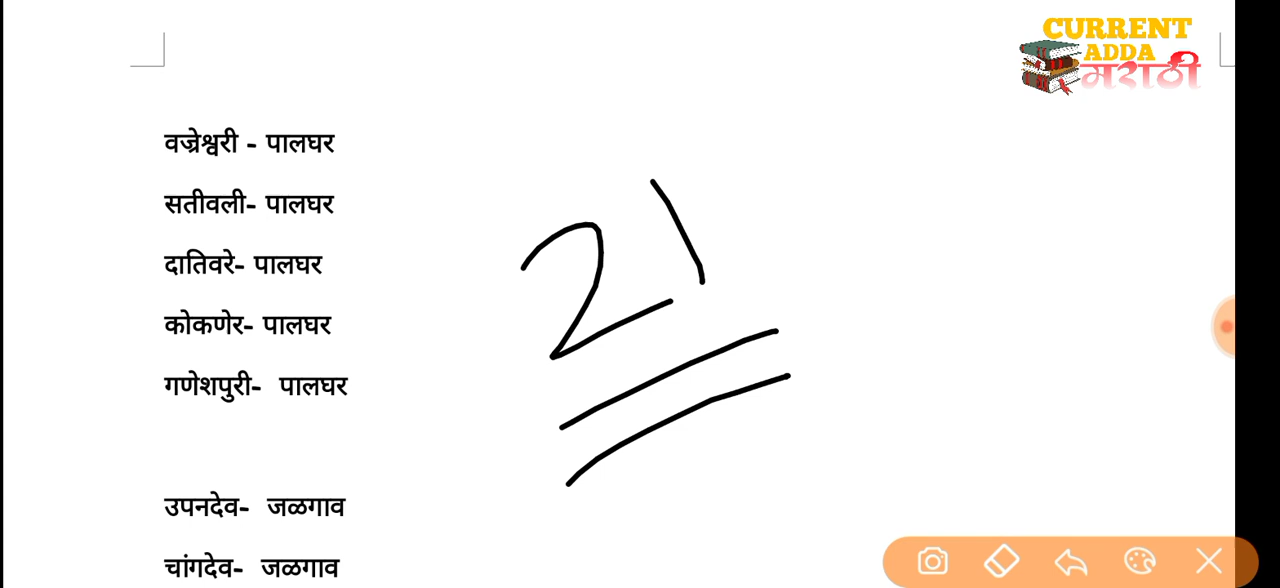 CURRENT
ADDA
मराठी
वज्रेश्वरी - पालघर
सतीवली- पालघर
दातिवरे- पालघर
कोकणेर- पालघर
गणेशपुरी- पालघर
21
उपनदेव- जळगाव
चांगदेव- जळगाव